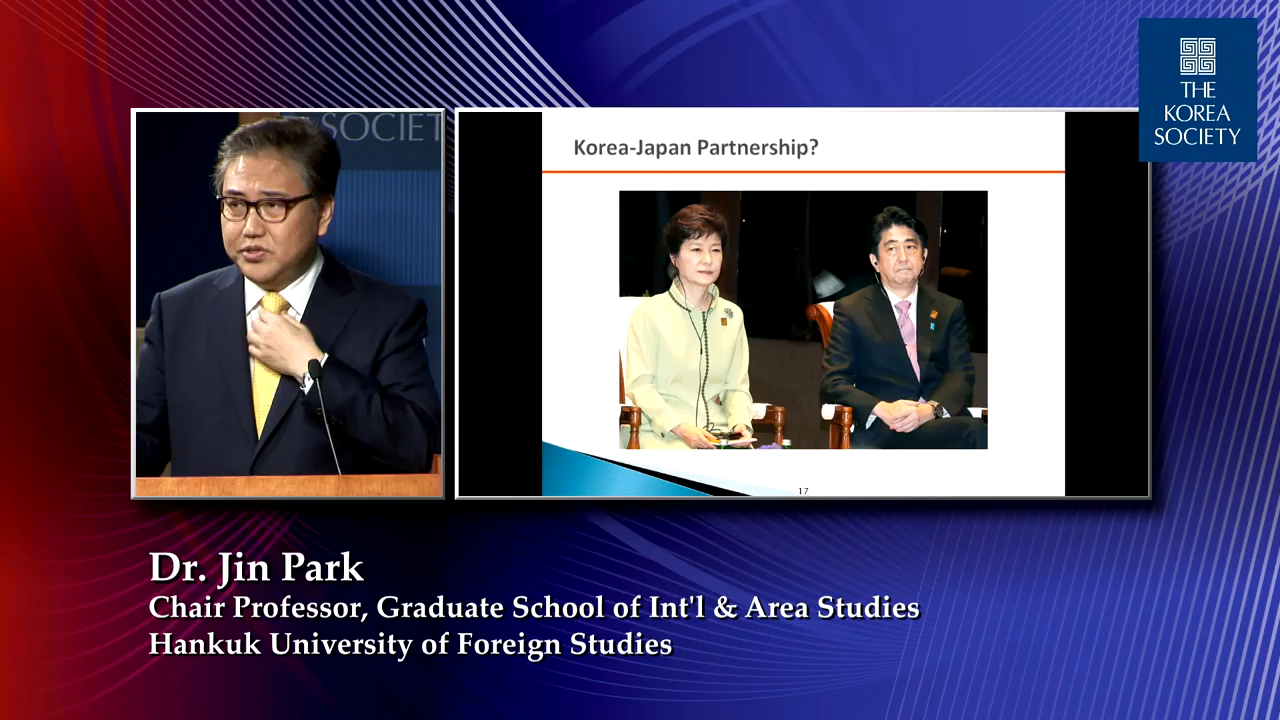 SOCIET
Korea-Japan Partnership?
17
THE
KOREA
SOCIETY
Dr. Jin Park
Chair Professor, Graduate School of Int'l & Area Studies
Hankuk University of Foreign Studies